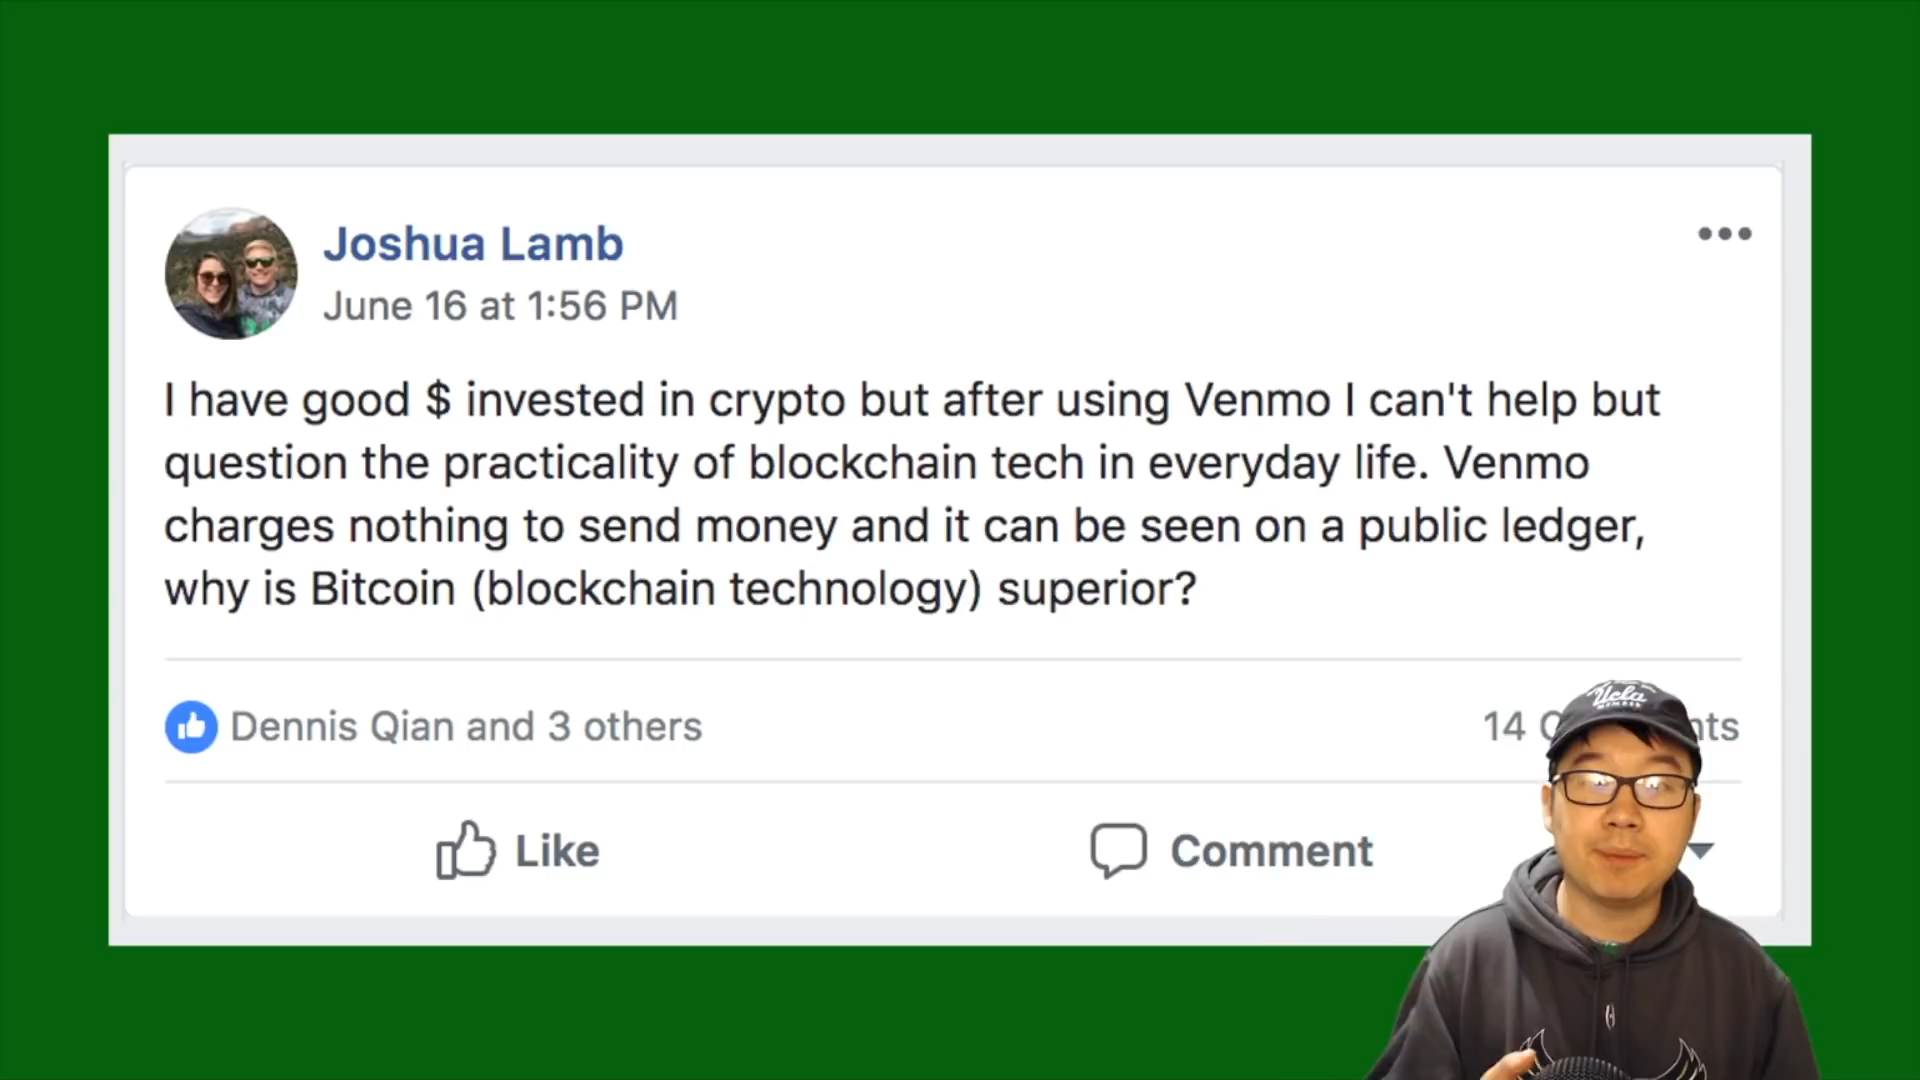 Joshua Lamb
June 16 at 1:56 PM
I have good $ invested in crypto but after using Venmo I can't help but
question the practicality of blockchain tech in everyday life. Venmo
charges nothing to send money and it can be seen on a public ledger,
why is Bitcoin (blockchain technology) superior?
Dennis Qian and 3 others
14
Like
Comment
Ucla